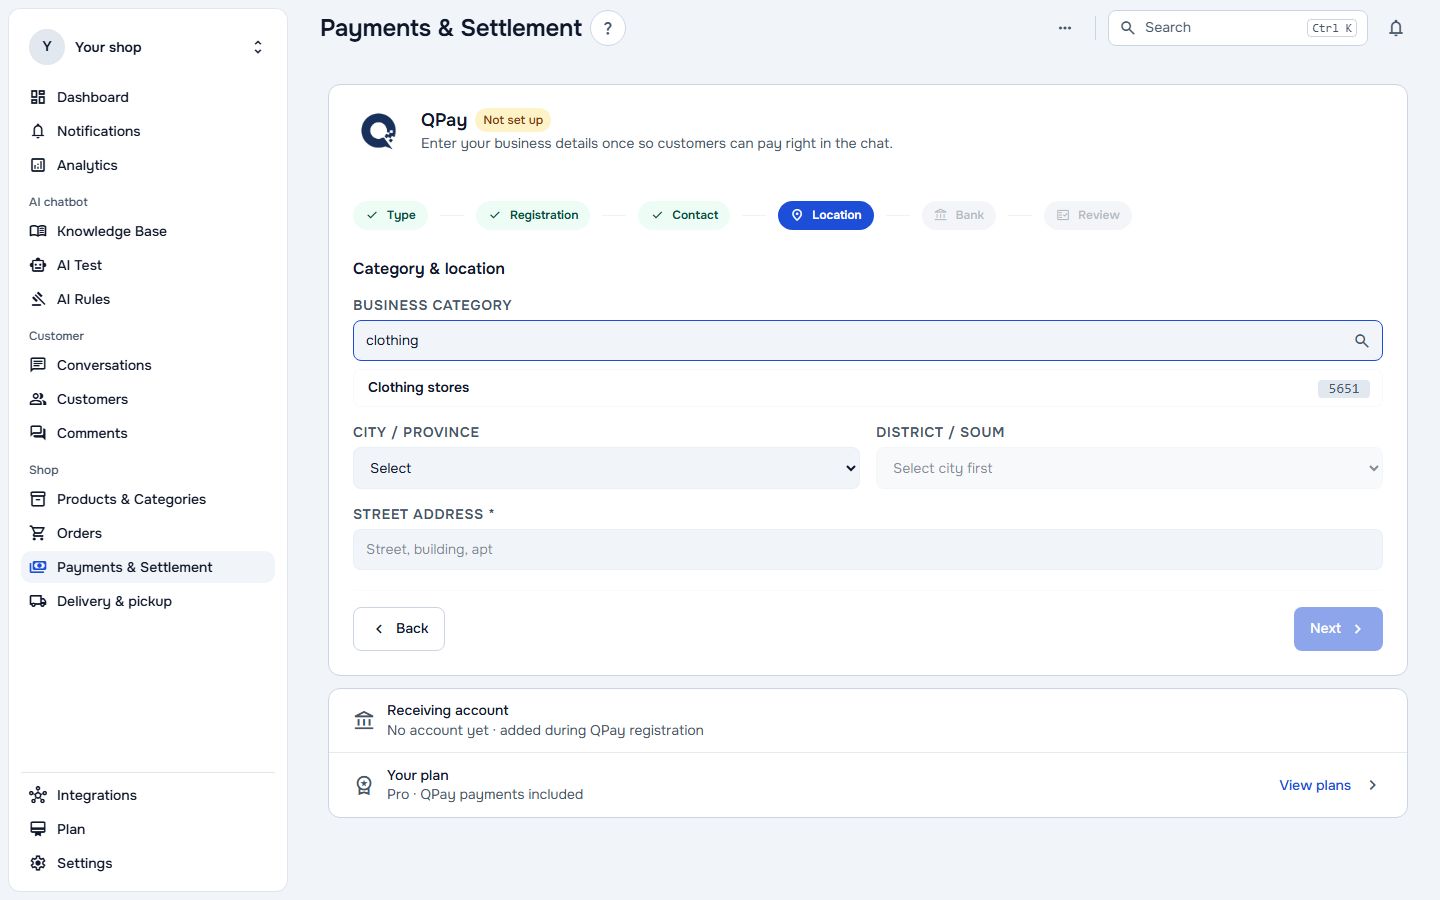 Y
Your shop
Dashboard
Notifications
Analytics
AI chatbot
Knowledge Base
AI Test
AI Rules
Customer
Conversations
Customers
Comments
Shop
Products & Categories
Orders
Payments & Settlement
Delivery & pickup
Integrations
Plan
Settings
Payments & Settlement ?
Search Ctrl K
QPay Not set up
Enter your business details once so customers can pay right in the chat.
Type Registration Contact Location Bank Review
Category & location
BUSINESS CATEGORY
clothing
Clothing stores 5651
CITY / PROVINCE DISTRICT / SOUM
Select Select city first
STREET ADDRESS *
Street, building, apt
Back Next
Receiving account
No account yet · added during QPay registration
Your plan
Pro · QPay payments included
View plans